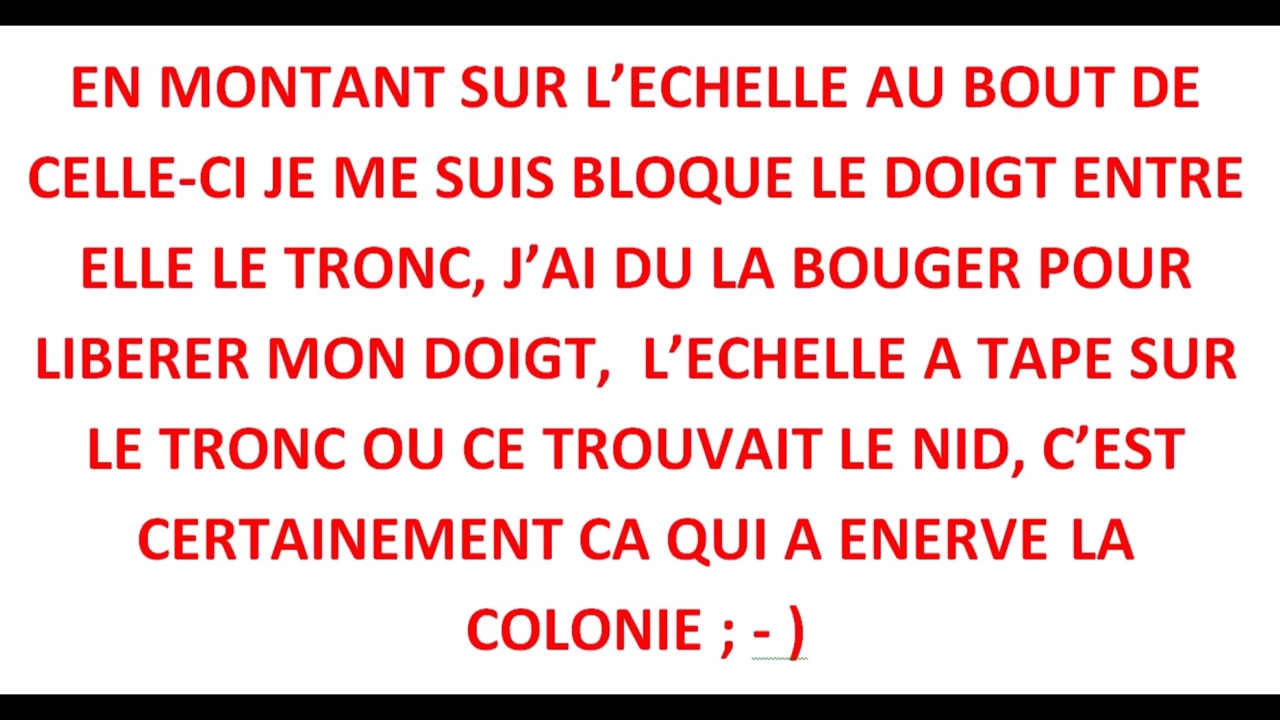 EN MONTANT SUR L’ECHELLE AU BOUT DE
CELLE-CI JE ME SUIS BLOQUE LE DOIGT ENTRE
ELLE LE TRONC, J’AI DU LA BOUGER POUR
LIBERER MON DOIGT,  L’ECHELLE A TAPE SUR
LE TRONC OU CE TROUVAIT LE NID, C’EST
CERTAINEMENT CA QUI A ENERVE LA
COLONIE ; - )